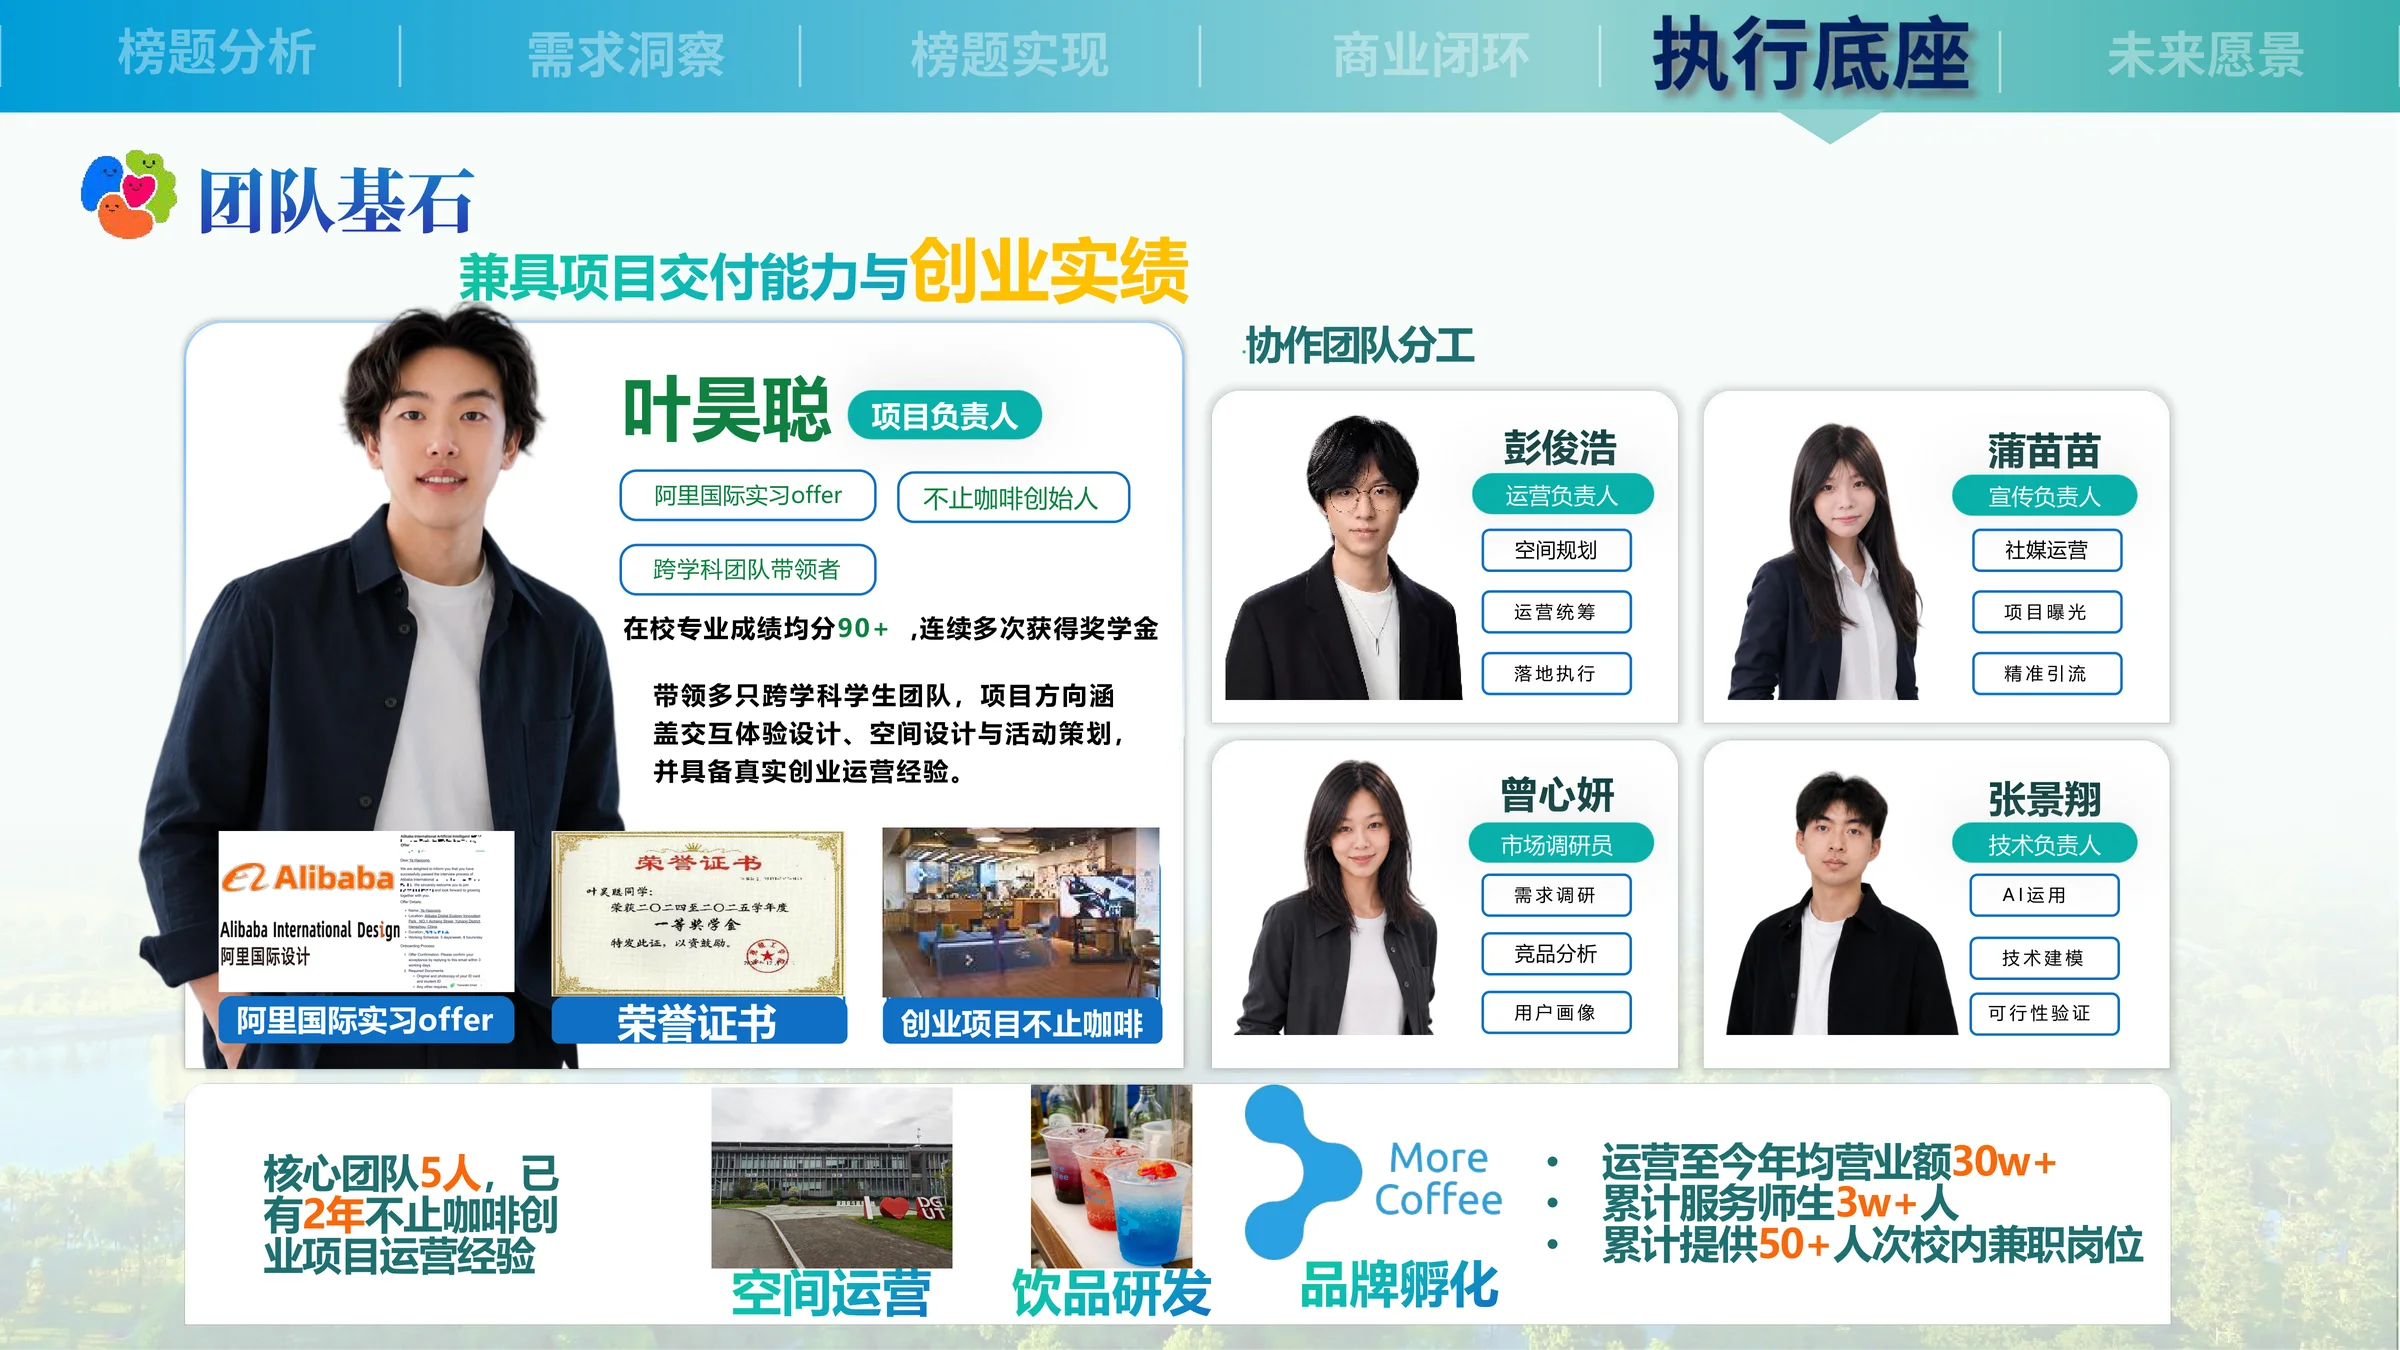 榜题分析
需求洞察
榜题实现
商业闭环
执行底座
未来愿景
团队基石
兼具项目交付能力与创业实绩
叶昊聪
项目负责人
阿里国际实习offer
不止咖啡创始人
跨学科团队带领者
在校专业成绩均分90+ ,连续多次获得奖学金
带领多只跨学科学生团队，项目方向涵
盖交互体验设计、空间设计与活动策划，
并具备真实创业运营经验。
Alibaba
Alibaba International Design
阿里国际设计
阿里国际实习offer
荣誉证书
叶昊聪同学：
荣获二〇二四至二〇二五学年度
一等奖学金
特发此证，以资鼓励。
荣誉证书
创业项目不止咖啡
协作团队分工
彭俊浩
运营负责人
空间规划
运营统筹
落地执行
蒲苗苗
宣传负责人
社媒运营
项目曝光
精准引流
曾心妍
市场调研员
需求调研
竞品分析
用户画像
张景翔
技术负责人
AI运用
技术建模
可行性验证
核心团队5人，已
有2年不止咖啡创
业项目运营经验
I
DG
UT
空间运营
饮品研发
More
Coffee
品牌孵化
• 运营至今年均营业额30w+
• 累计服务师生3w+人
• 累计提供50+人次校内兼职岗位